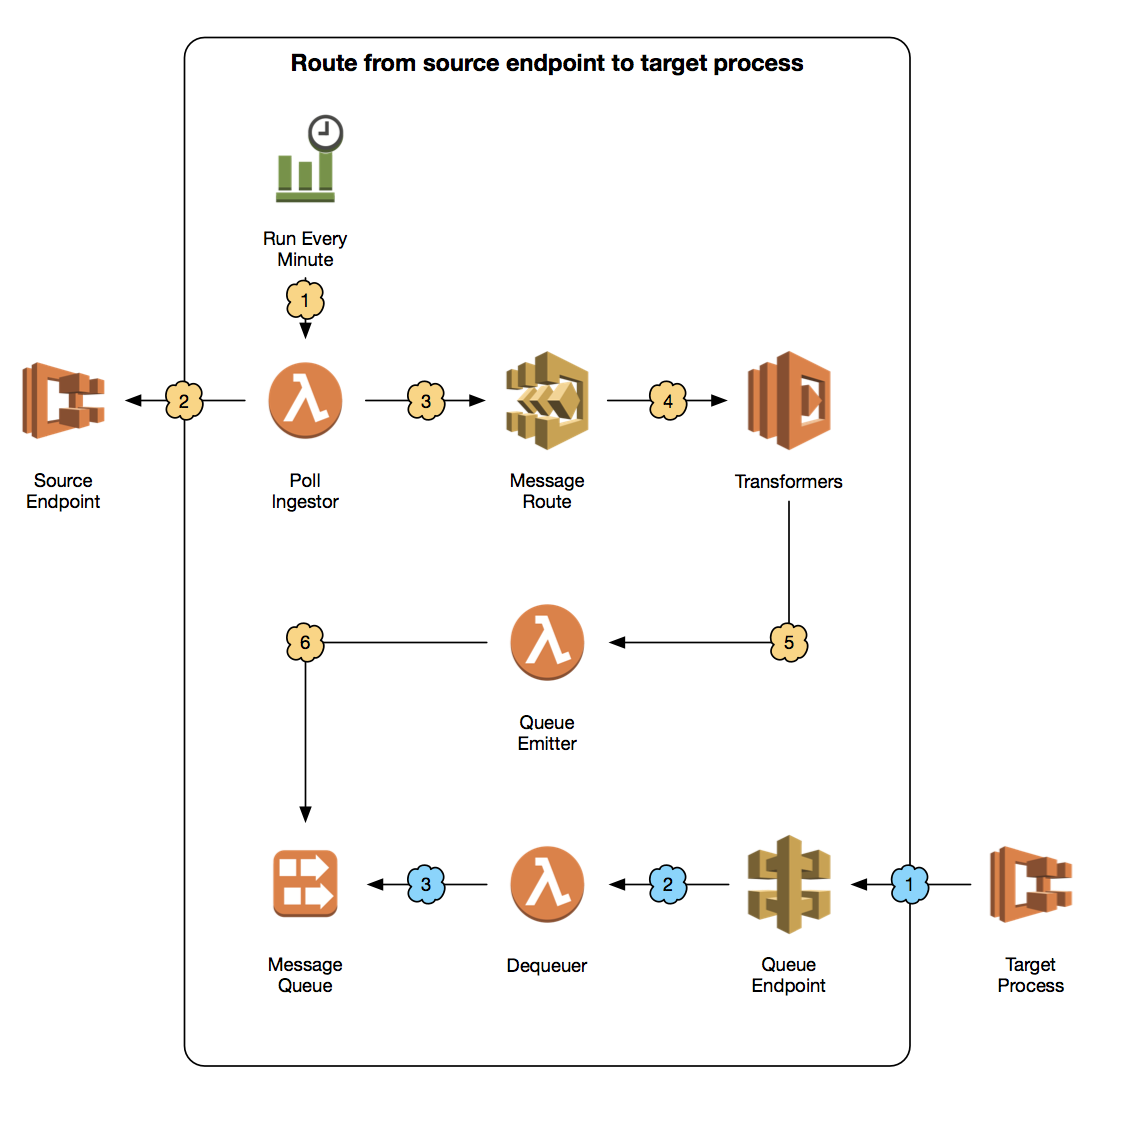 Route from source endpoint to target process
Run Every
Minute
1
2
3
4
Source
Endpoint
Poll
Ingestor
Message
Route
Transformers
6
5
Queue
Emitter
3
2
1
Message
Queue
Dequeuer
Queue
Endpoint
Target
Process